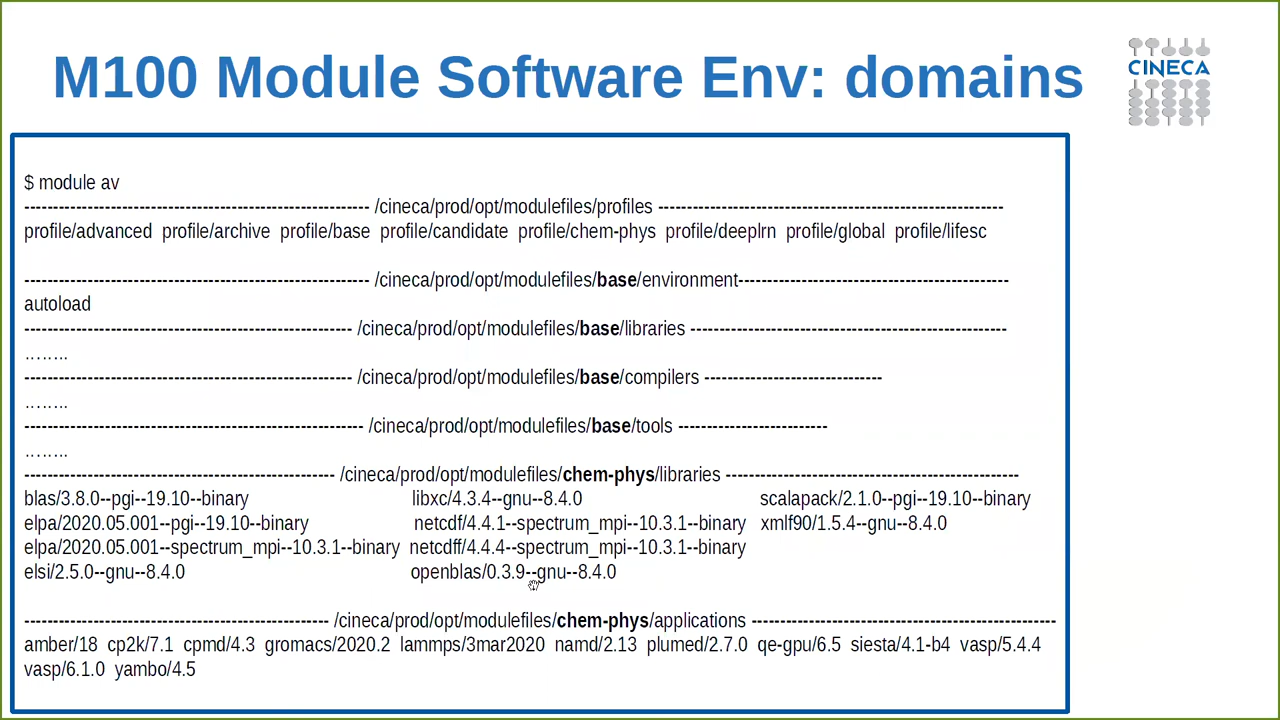 M100 Module Software Env: domains
CINECA
$ module av
------------------------------------------------------------ /cineca/prod/opt/modulefiles/profiles ------------------------------------------------------------
profile/advanced profile/archive profile/base profile/candidate profile/chem-phys profile/deeplrn profile/global profile/lifesc
------------------------------------------------------------ /cineca/prod/opt/modulefiles/base/environment-----------------------------------------------
autoload
--------------------------------------------------------- /cineca/prod/opt/modulefiles/base/libraries -------------------------------------------------------
........
--------------------------------------------------------- /cineca/prod/opt/modulefiles/base/compilers -------------------------------
........
----------------------------------------------------------- /cineca/prod/opt/modulefiles/base/tools --------------------------
........
------------------------------------------------------ /cineca/prod/opt/modulefiles/chem-phys/libraries ---------------------------------------------------
blas/3.8.0--pgi--19.10--binary libxc/4.3.4--gnu--8.4.0 scalapack/2.1.0--pgi--19.10--binary
elpa/2020.05.001--pgi--19.10--binary netcdf/4.4.1--spectrum_mpi--10.3.1--binary xmlf90/1.5.4--gnu--8.4.0
elpa/2020.05.001--spectrum_mpi--10.3.1--binary netcdff/4.4.4--spectrum_mpi--10.3.1--binary
elsi/2.5.0--gnu--8.4.0 openblas/0.3.9--gnu--8.4.0
----------------------------------------------------- /cineca/prod/opt/modulefiles/chem-phys/applications -----------------------------------------------------
amber/18 cp2k/7.1 cpmd/4.3 gromacs/2020.2 lammps/3mar2020 namd/2.13 plumed/2.7.0 qe-gpu/6.5 siesta/4.1-b4 vasp/5.4.4
vasp/6.1.0 yambo/4.5